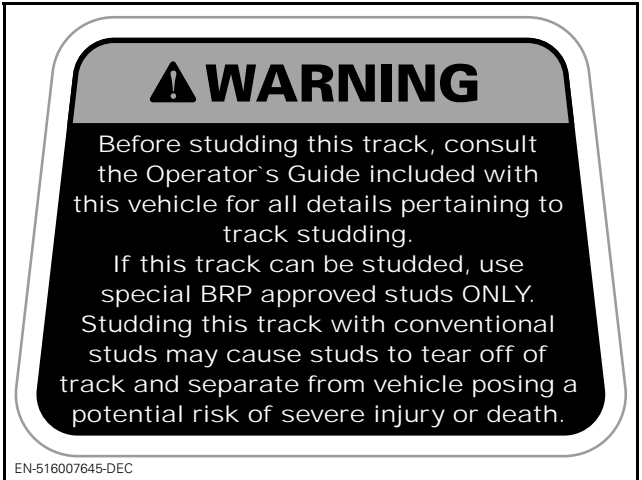 WARNING
Before studding this track, consult
the Operator`s Guide included with
this vehicle for all details pertaining to
track studding.
If this track can be studded, use
special BRP approved studs ONLY.
Studding this track with conventional
studs may cause studs to tear off of
track and separate from vehicle posing a
potential risk of severe injury or death.
EN-516007645-DEC